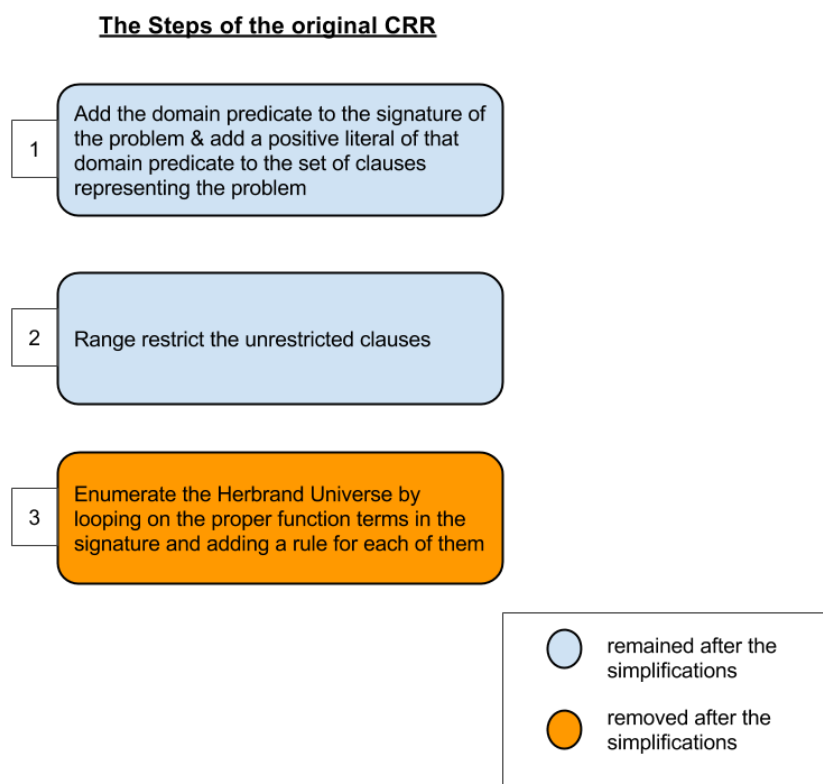 The Steps of the original CRR
1
Add the domain predicate to the signature of
the problem & add a positive literal of that
domain predicate to the set of clauses
representing the problem
2
Range restrict the unrestricted clauses
3
Enumerate the Herbrand Universe by
looping on the proper function terms in the
signature and adding a rule for each of them
remained after the
simplifications
removed after the
simplifications